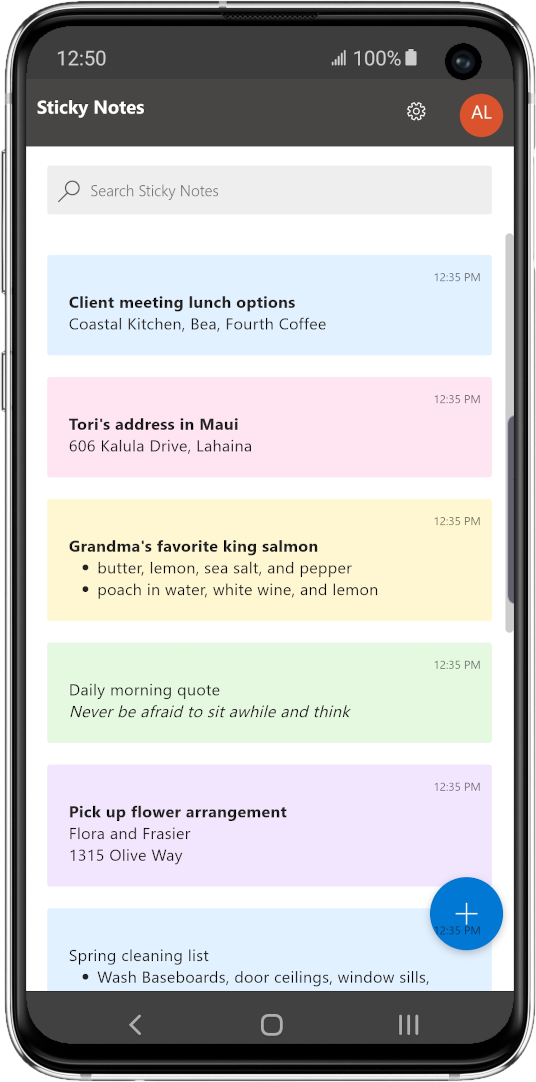 12:50 100%
Sticky Notes AL
Search Sticky Notes
12:35 PM
Client meeting lunch options
Coastal Kitchen, Bea, Fourth Coffee
12:35 PM
Tori's address in Maui
606 Kalula Drive, Lahaina
12:35 PM
Grandma's favorite king salmon
• butter, lemon, sea salt, and pepper
• poach in water, white wine, and lemon
12:35 PM
Daily morning quote
Never be afraid to sit awhile and think
12:35 PM
Pick up flower arrangement
Flora and Frasier
1315 Olive Way
12:35 PM
Spring cleaning list
• Wash Baseboards, door ceilings, window sills,